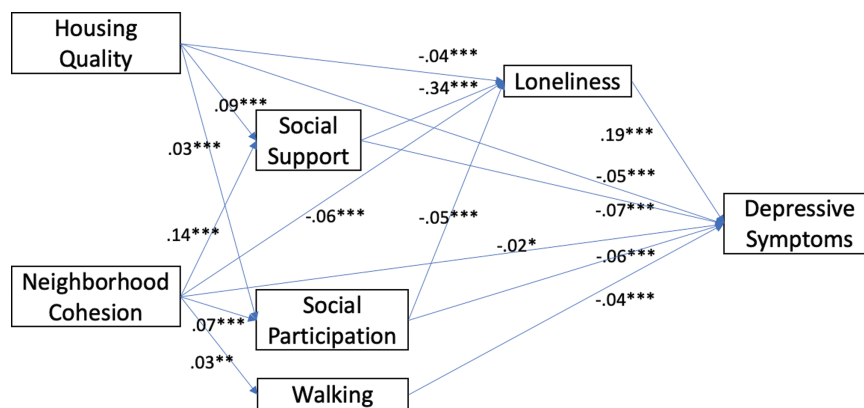 Housing
Quality
-.04***
Loneliness
-.34***
.09***
Social
Support
.03***
.19***
-.05***
-.07***
Depressive
Symptoms
-.06***
-.05***
.14***
-.02*
-.06***
Neighborhood
Cohesion
Social
Participation
-.04***
.07***
.03**
Walking